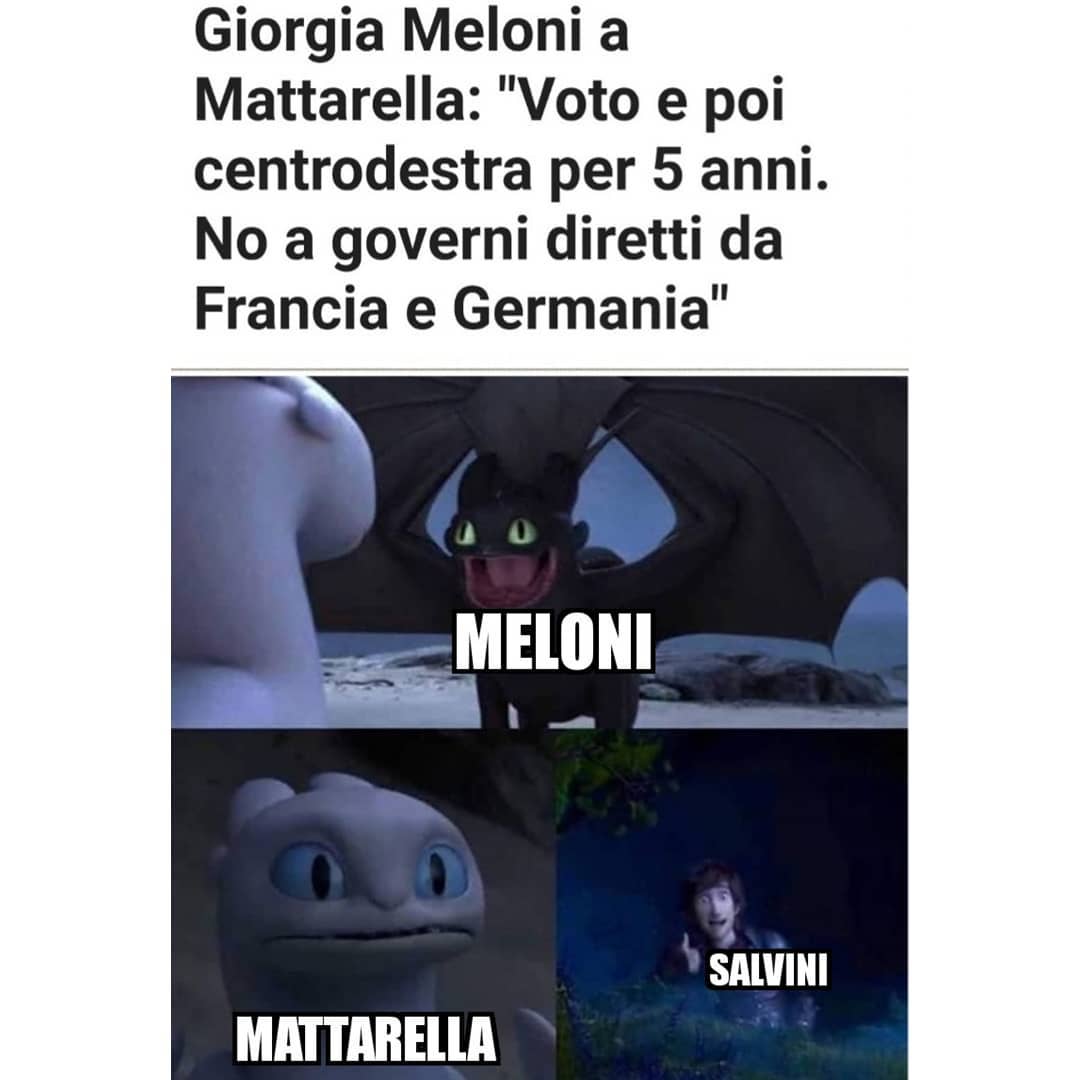 Giorgia Meloni a
Mattarella: "Voto e poi
centrodestra per 5 anni.
No a governi diretti da
Francia e Germania"
MELONI
MATTARELLA
SALVINI